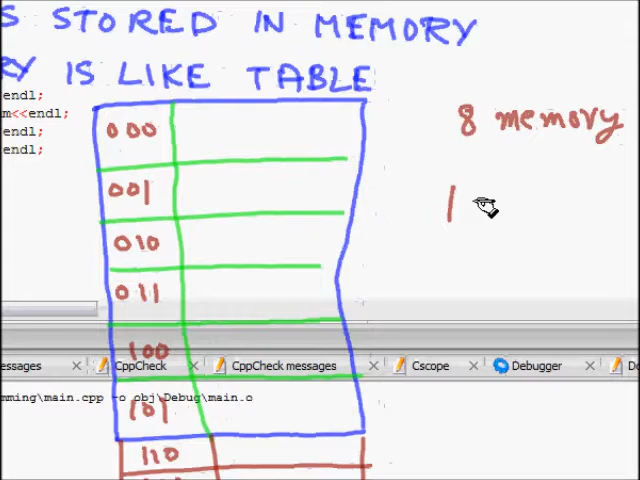 S STORED IN MEMORY
RY IS LIKE TABLE
endl;
m<<endl;
endl;
endl;
000
8 memory
001
1
010
011
100
essages CppCheck CppCheck messages Cscope Debugger
mming\main.cpp -o obj\Debug\main.o
101
110